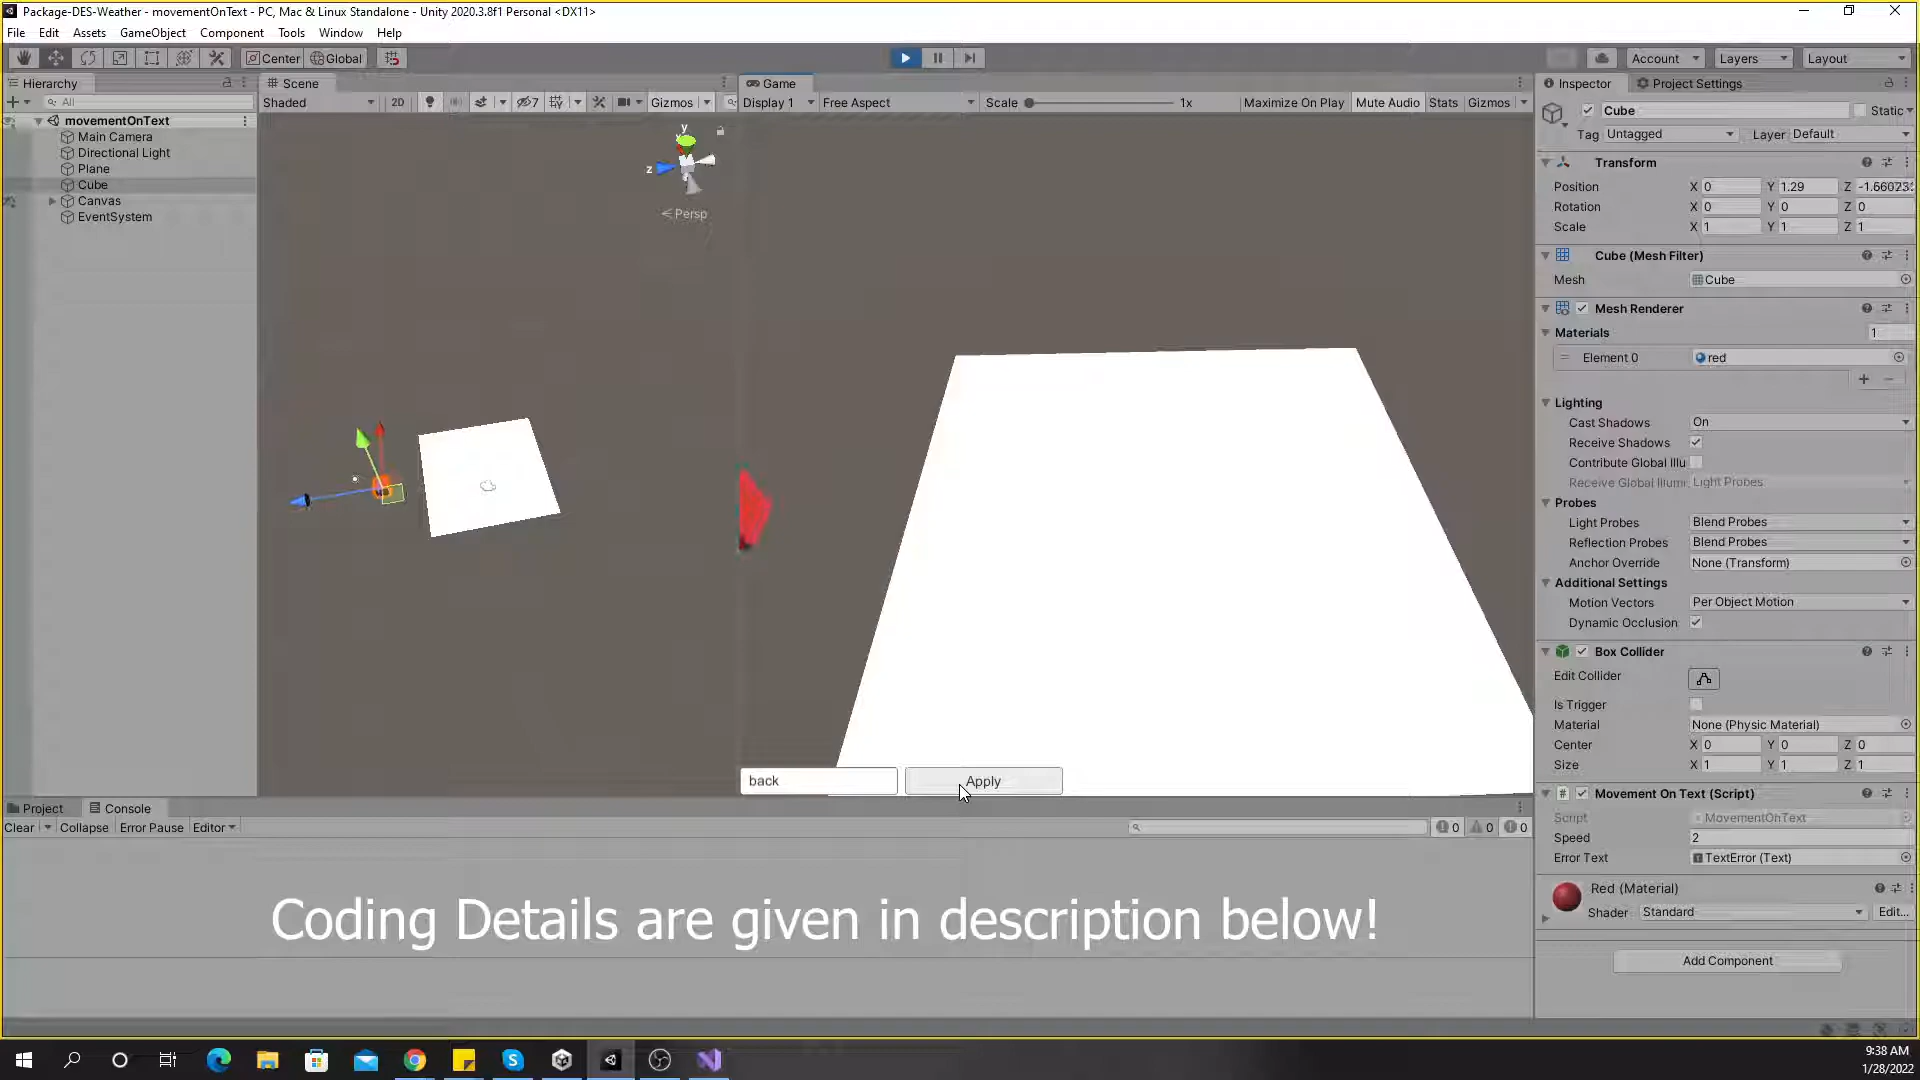 Package-DES-Weather - movementOnText - PC, Mac & Linux Standalone - Unity 2020.3.8f1 Personal <DX11>
File Edit Assets GameObject Component Tools Window Help
Center Global Account Layers Layout
Hierarchy
All
movementOnText
Main Camera
Directional Light
Plane
Cube
Canvas
EventSystem
Scene
Shaded 2D 7 Gizmos
y
x
z
Persp
Game
Display 1 Free Aspect Scale 1x Maximize On Play Mute Audio Stats Gizmos
back
Apply
Inspector Project Settings
Cube Static
Tag Untagged Layer Default
Transform
Position X 0 Y 1.29 Z -1.66023
Rotation X 0 Y 0 Z 0
Scale X 1 Y 1 Z 1
Cube (Mesh Filter)
Mesh Cube
Mesh Renderer
Materials 1
Element 0 red
Lighting
Cast Shadows On
Receive Shadows
Contribute Global Illu
Receive Global Illumi Light Probes
Probes
Light Probes Blend Probes
Reflection Probes Blend Probes
Anchor Override None (Transform)
Additional Settings
Motion Vectors Per Object Motion
Dynamic Occlusion
Box Collider
Edit Collider
Is Trigger
Material None (Physic Material)
Center X 0 Y 0 Z 0
Size X 1 Y 1 Z 1
Movement On Text (Script)
Script MovementOnText
Speed 2
Error Text TextError (Text)
Red (Material)
Shader Standard Edit...
Add Component
Project Console
Clear Collapse Error Pause Editor 0 0 0
Coding Details are given in description below!
9:38 AM
1/28/2022